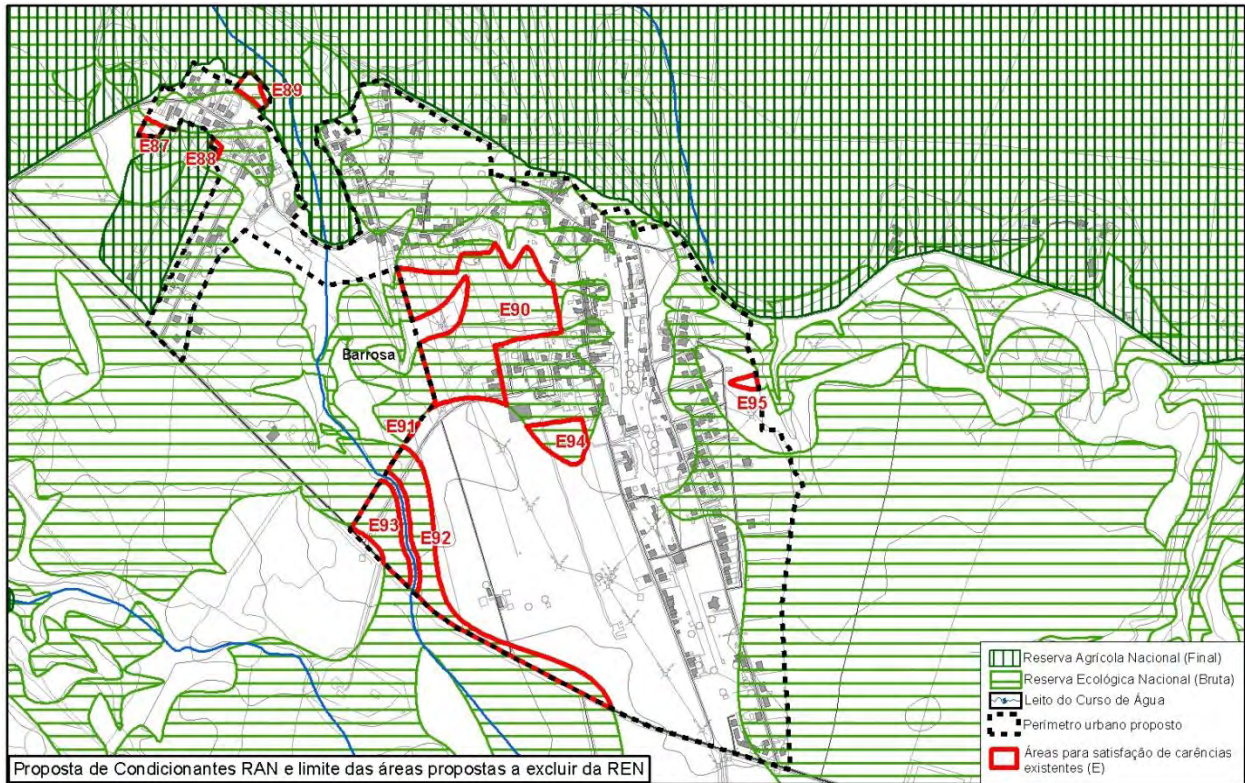 E89
E87
E88
E90
Barrosa
E95
E91
E94
E93
E92
Reserva Agrícola Nacional (Final)
Reserva Ecológica Nacional (Bruta)
Leito do Curso de Água
Perímetro urbano proposto
Áreas para satisfação de carências
existentes (E)
Proposta de Condicionantes RAN e limite das áreas propostas a excluir da REN